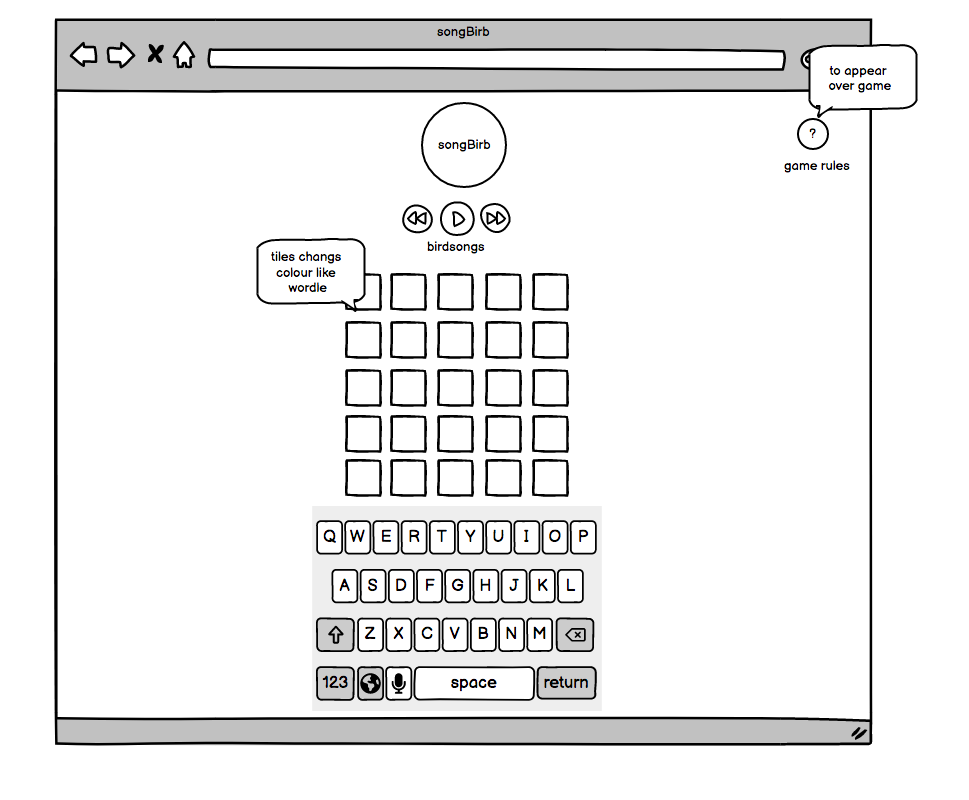 songBirb
to appear
over game
songBirb
?
game rules
birdsongs
tiles changs
colour like
wordle
Q W E R T Y U I O P
A S D F G H J K L
Z X C V B N M
123 space return